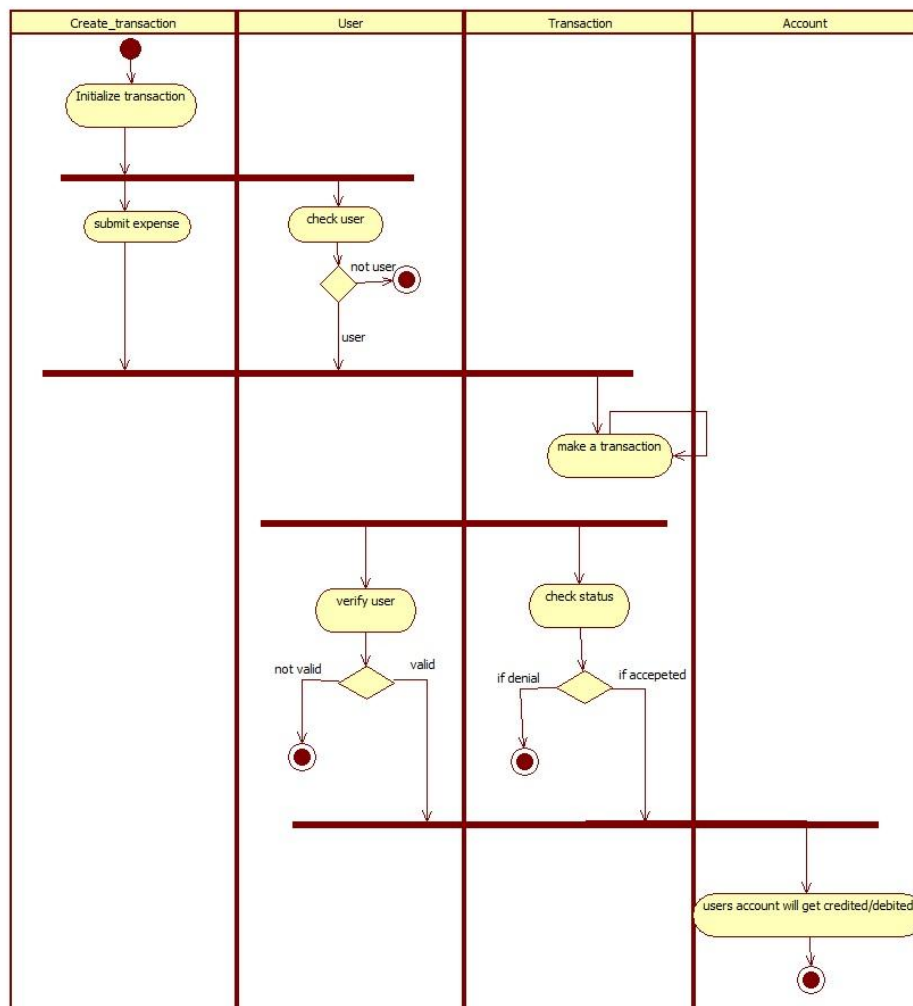 Create_transaction
User
Transaction
Account
Initialize transaction
submit expense
check user
not user
user
make a transaction
verify user
check status
not valid
valid
if denial
if accepeted
users account will get credited/debited